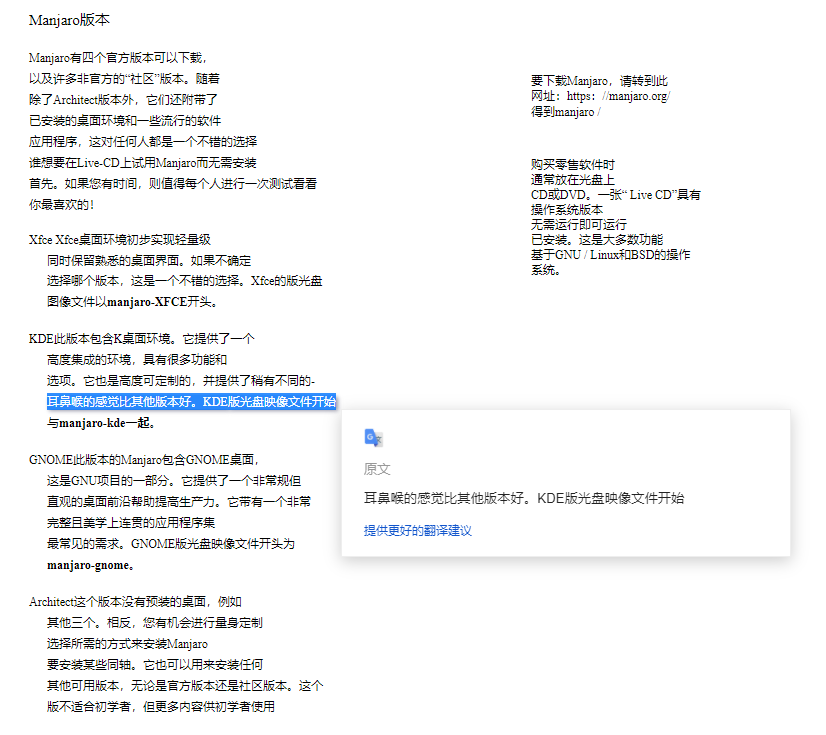 Manjaro版本
Manjaro有四个官方版本可以下载，
以及许多非官方的“社区”版本。随着
除了Architect版本外，它们还附带了
已安装的桌面环境和一些流行的软件
应用程序，这对任何人都是一个不错的选择
谁想要在Live-CD上试用Manjaro而无需安装
首先。如果您有时间，则值得每个人进行一次测试看看
你最喜欢的！
要下载Manjaro，请转到此
网址：https：//manjaro.org/
得到manjaro /
购买零售软件时
通常放在光盘上
CD或DVD。一张“ Live CD”具有
操作系统版本
无需运行即可运行
已安装。这是大多数功能
基于GNU / Linux和BSD的操作
系统。
Xfce Xfce桌面环境初步实现轻量级
同时保留熟悉的桌面界面。如果不确定
选择哪个版本，这是一个不错的选择。Xfce的版光盘
图像文件以manjaro-XFCE开头。
KDE此版本包含K桌面环境。它提供了一个
高度集成的环境，具有很多功能和
选项。它也是高度可定制的，并提供了稍有不同的-
耳鼻喉的感觉比其他版本好。KDE版光盘映像文件开始
与manjaro-kde一起。
原文
耳鼻喉的感觉比其他版本好。KDE版光盘映像文件开始
提供更好的翻译建议
GNOME此版本的Manjaro包含GNOME桌面，
这是GNU项目的一部分。它提供了一个非常规但
直观的桌面前沿帮助提高生产力。它带有一个非常
完整且美学上连贯的应用程序集
最常见的需求。GNOME版光盘映像文件开头为
manjaro-gnome。
Architect这个版本没有预装的桌面，例如
其他三个。相反，您有机会进行量身定制
选择所需的方式来安装Manjaro
要安装某些同轴。它也可以用来安装任何
其他可用版本，无论是官方版本还是社区版本。这个
版不适合初学者，但更多内容供初学者使用